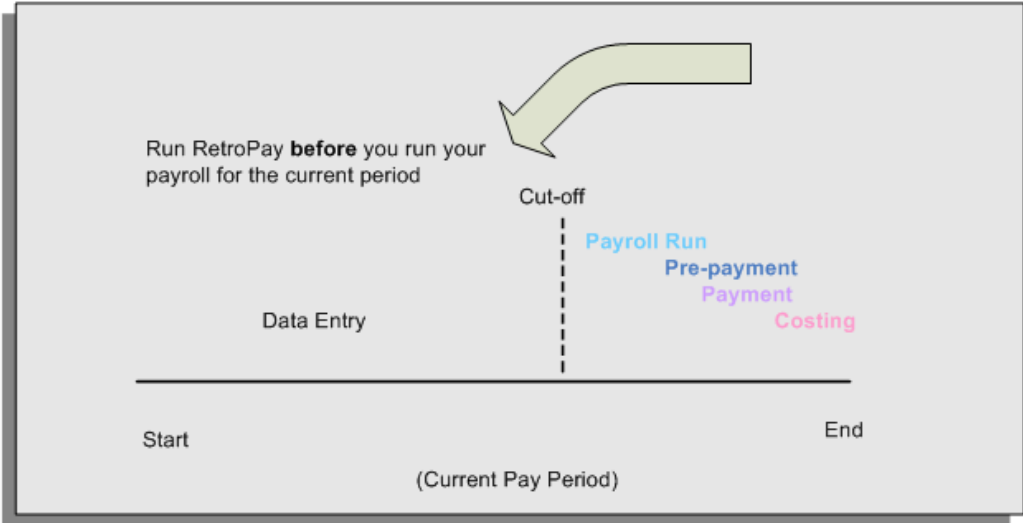 Run RetroPay before you run your
payroll for the current period
Cut-off
Payroll Run
Pre-payment
Payment
Data Entry
Costing
Start
End
(Current Pay Period)